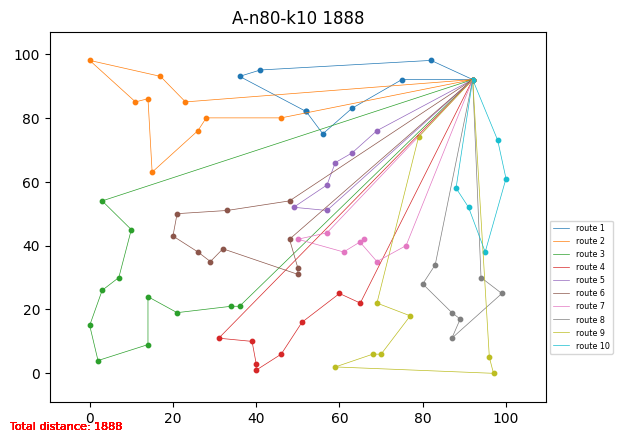 A-n80-k10 1888
100
80
60
40
20
0
0 20 40 60 80 100
route 1
route 2
route 3
route 4
route 5
route 6
route 7
route 8
route 9
route 10
Total distance: 1888